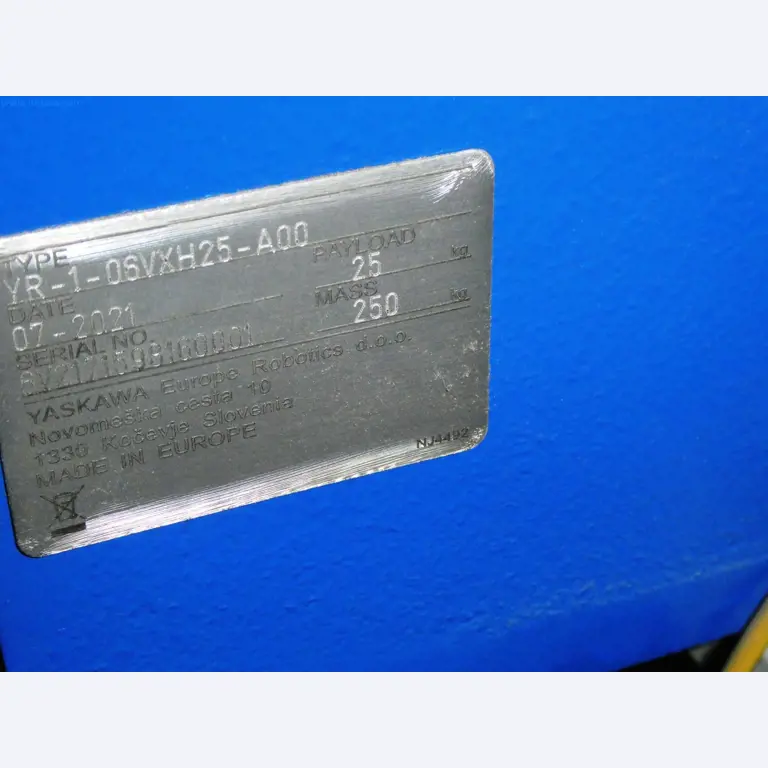 TYPE
YR-1-06VXH25-A00
PAYLOAD
25 kg
DATE
07-2021
MASS
250 kg
SERIAL NO.
YASKAWA Europe Robotics d.o.o.
Novomeška cesta 10
1330 Kočevje Slovenia
MADE IN EUROPE
NJ4492